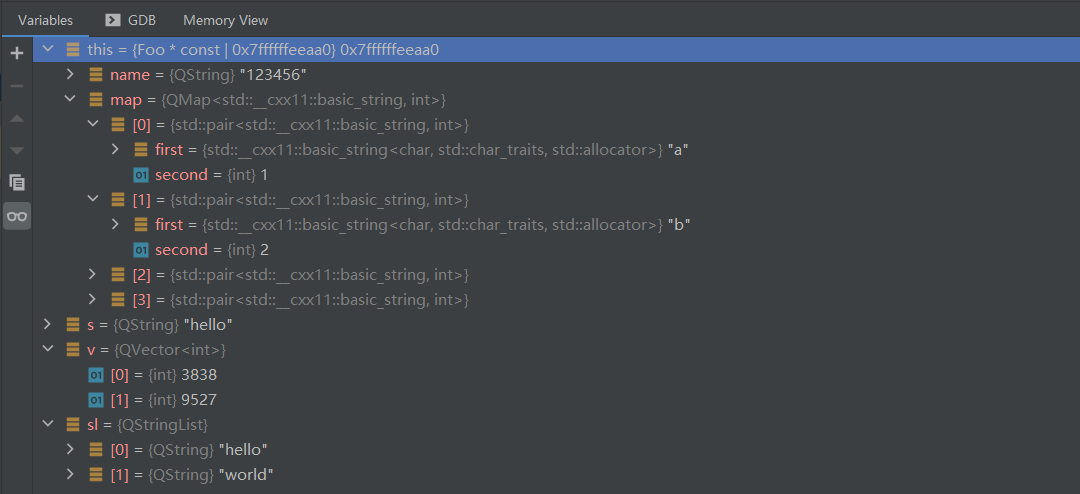 Variables GDB Memory View
this = {Foo * const | 0x7ffffffeeaa0} 0x7ffffffeeaa0
name = {QString} "123456"
map = {QMap<std::__cxx11::basic_string, int>}
[0] = {std::pair<std::__cxx11::basic_string, int>}
first = {std::__cxx11::basic_string<char, std::char_traits, std::allocator>} "a"
01 second = {int} 1
[1] = {std::pair<std::__cxx11::basic_string, int>}
first = {std::__cxx11::basic_string<char, std::char_traits, std::allocator>} "b"
01 second = {int} 2
[2] = {std::pair<std::__cxx11::basic_string, int>}
[3] = {std::pair<std::__cxx11::basic_string, int>}
s = {QString} "hello"
v = {QVector<int>}
01 [0] = {int} 3838
01 [1] = {int} 9527
sl = {QStringList}
[0] = {QString} "hello"
[1] = {QString} "world"